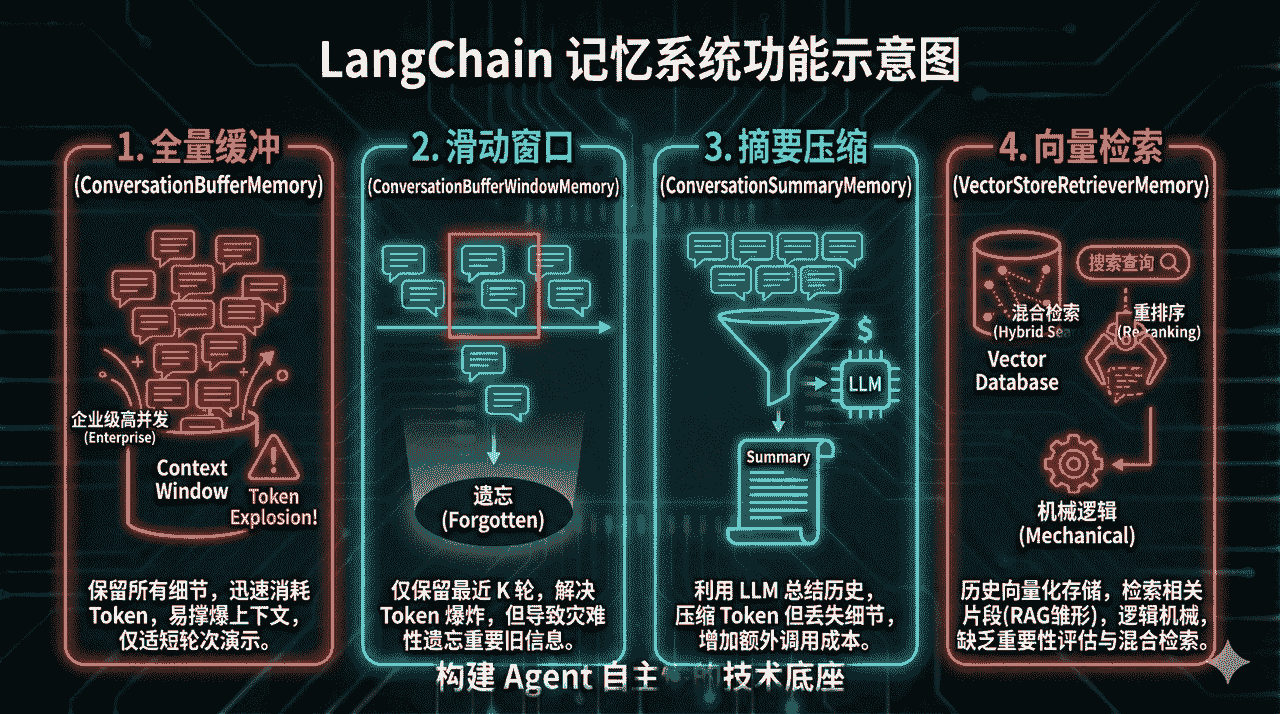 LangChain 记忆系统功能示意图
1. 全量缓冲
(ConversationBufferMemory)
企业级高并发
(Enterprise)
Context
Window
Token
Explosion!
保留所有细节，迅速消耗
Token，易撑爆上下文，
仅适短轮次演示。
2. 滑动窗口
(ConversationBufferWindowMemory)
遗忘
(Forgotten)
仅保留最近 K 轮，解决
Token 爆炸，但导致灾难
性遗忘重要旧信息。
3. 摘要压缩
(ConversationSummaryMemory)
$
LLM
Summary
利用 LLM 总结历史，
压缩 Token 但丢失细节，
增加额外调用成本。
4. 向量检索
(VectorStoreRetrieverMemory)
搜索查询
混合检索
(Hybrid
重排序
(Re-ranking)
Vector
Database
机械逻辑
(Mechanical)
历史向量化存储，检索相关
片段(RAG雏形)，逻辑机械，
缺乏重要性评估与混合检索。
构建 Agent 自主 的技术底座